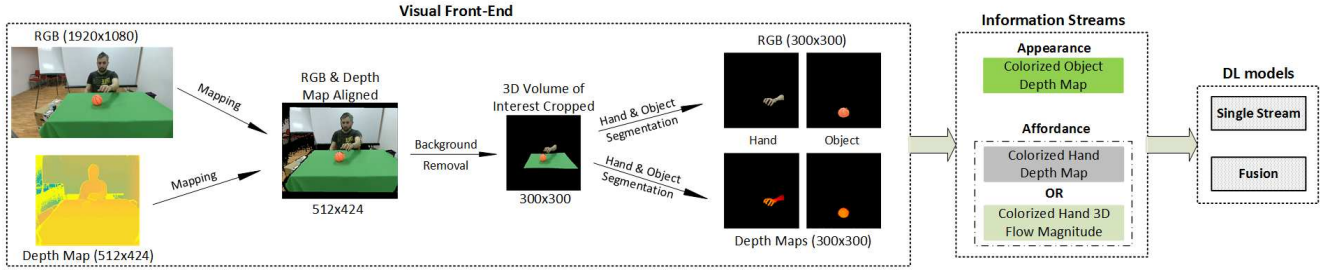 Visual Front-End
RGB (1920x1080)
Mapping
Depth Map (512x424)
Mapping
RGB & Depth
Map Aligned
512x424
Background
Removal
3D Volume of
Interest Cropped
300x300
Hand & Object
Segmentation
Hand & Object
Segmentation
RGB (300x300)
Hand
Object
Depth Maps (300x300)
Information Streams
Appearance
Colorized Object
Depth Map
Affordance
Colorized Hand
Depth Map
OR
Colorized Hand 3D
Flow Magnitude
DL models
Single Stream
Fusion